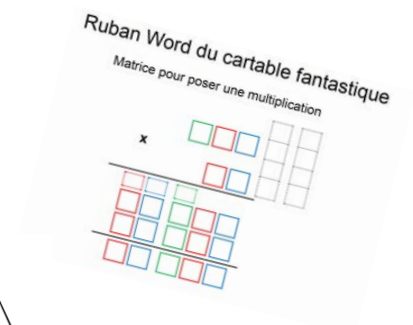 Ruban Word du cartable fantastique
Matrice pour poser une multiplication
x